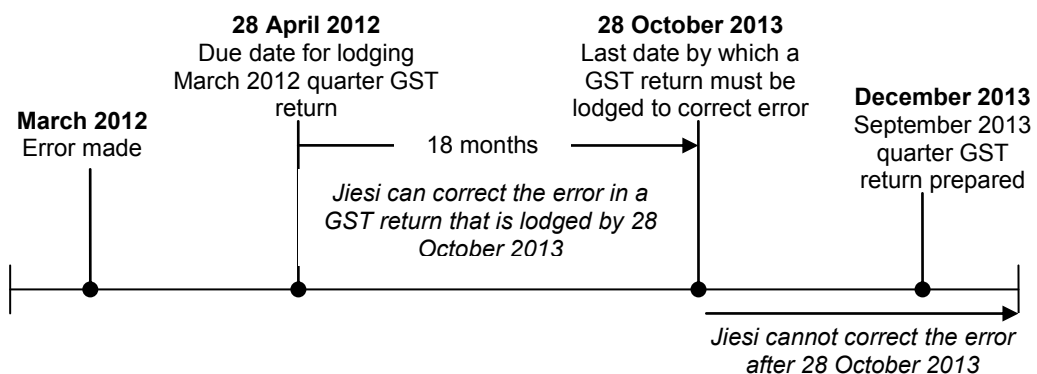 28 April 2012
Due date for lodging
March 2012 quarter GST
return
28 October 2013
Last date by which a
GST return must be
lodged to correct error
December 2013
September 2013
quarter GST
return prepared
March 2012
Error made
18 months
Jiesi can correct the error in a
GST return that is lodged by 28
October 2013
Jiesi cannot correct the error
after 28 October 2013